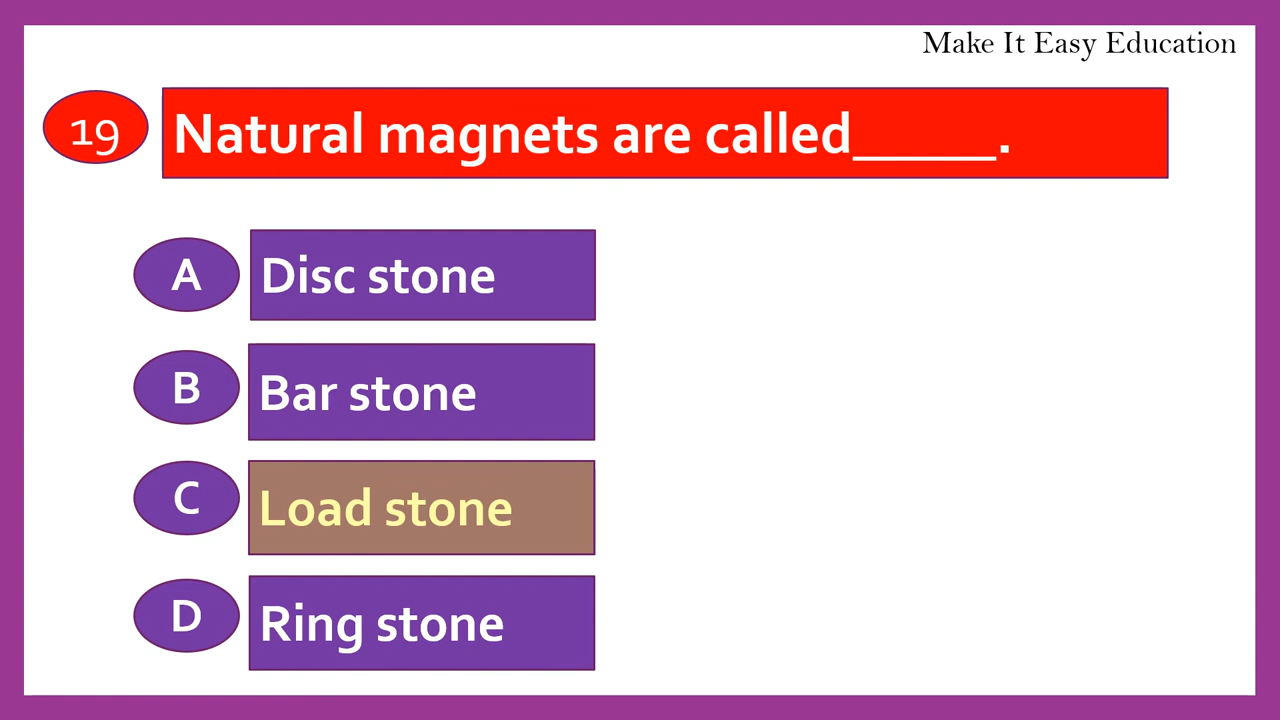 Make It Easy Education
19 Natural magnets are called_____.
A Disc stone
B Bar stone
C Load stone
D Ring stone